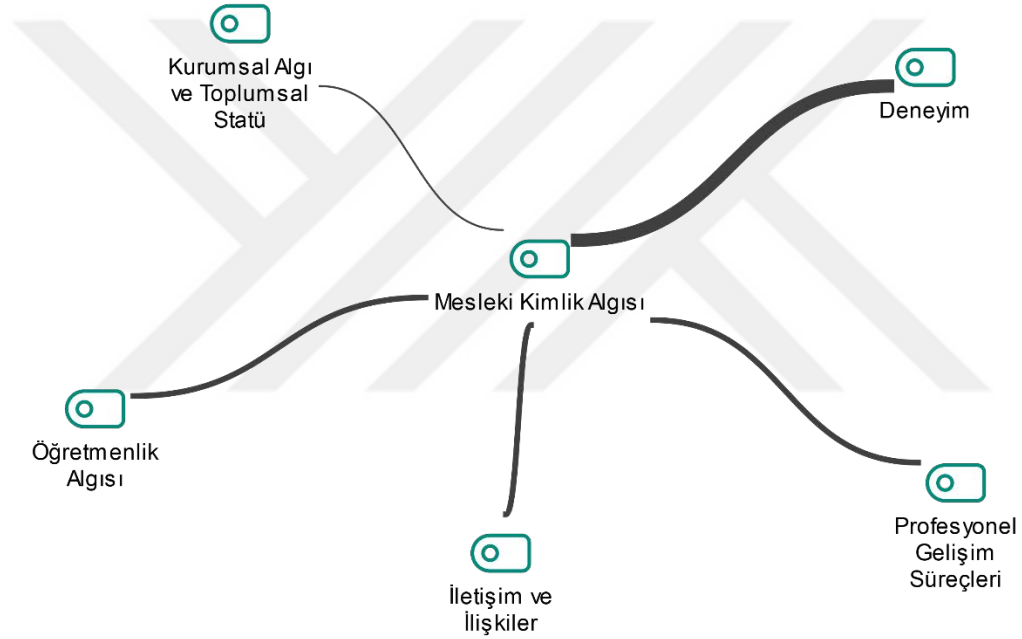 Kurumsal Algı
ve Toplumsal
Statü
Deneyim
Mesleki Kimlik Algısı
Öğretmenlik
Algısı
Profesyonel
Gelişim
Süreçleri
İletişim ve
İlişkiler